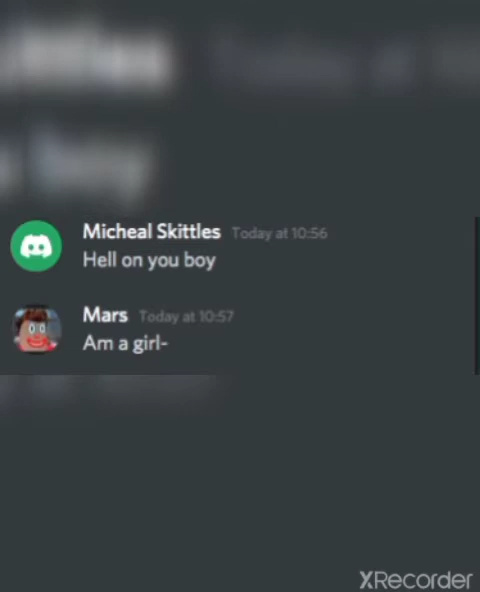 Micheal Skittles Today at 10:56
Hell on you boy
Mars Today at 10:57
Am a girl-
XRecorder